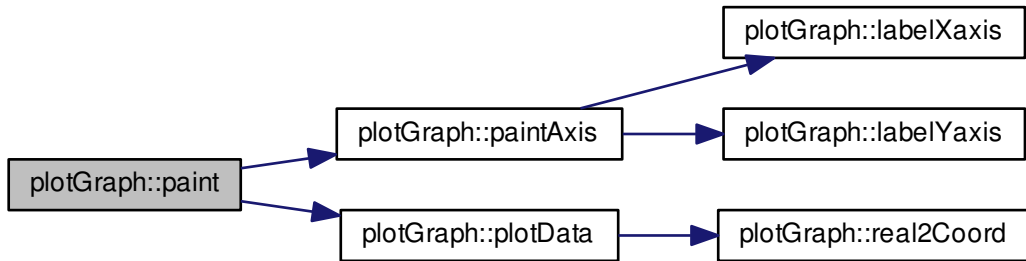 plotGraph::labelXaxis
plotGraph::paintAxis
plotGraph::labelYaxis
plotGraph::paint
plotGraph::plotData
plotGraph::real2Coord